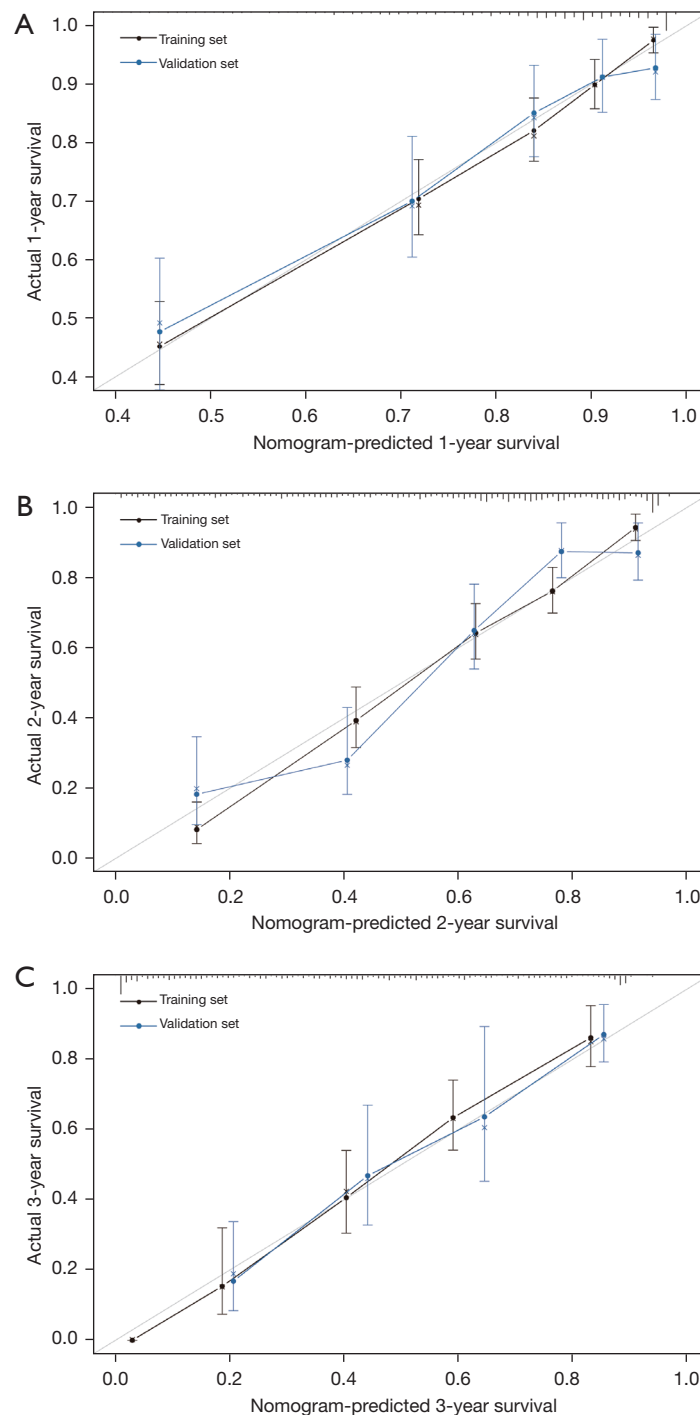 A
1.0
0.9
0.8
0.7
0.6
0.5
0.4
Actual 1-year survival
Training set
Validation set
0.4 0.5 0.6 0.7 0.8 0.9 1.0
Nomogram-predicted 1-year survival
B
1.0
0.8
0.6
0.4
0.2
0.0
Actual 2-year survival
Training set
Validation set
0.0 0.2 0.4 0.6 0.8 1.0
Nomogram-predicted 2-year survival
C
1.0
0.8
0.6
0.4
0.2
0.0
Actual 3-year survival
Training set
Validation set
0.0 0.2 0.4 0.6 0.8 1.0
Nomogram-predicted 3-year survival